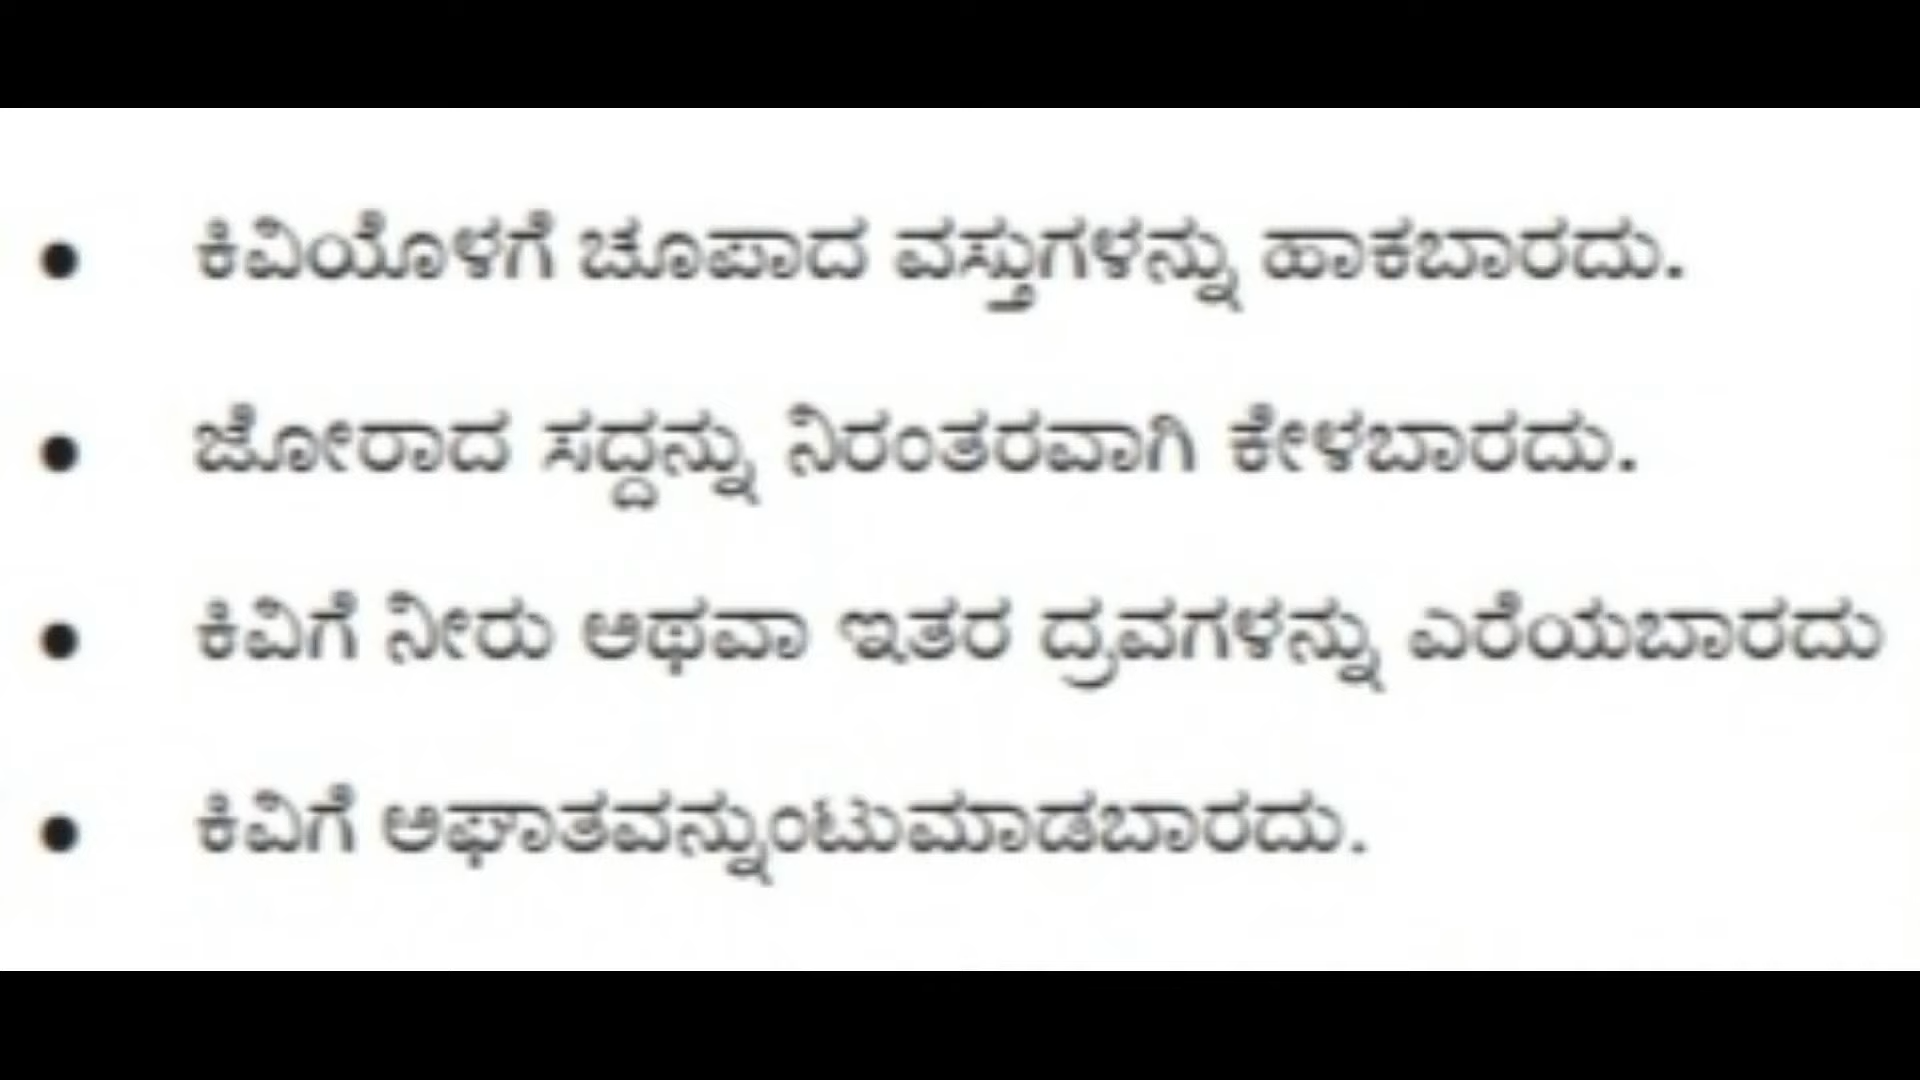 • ಕಿವಿಯೊಳಗೆ ಚೂಪಾದ ವಸ್ತುಗಳನ್ನು ಹಾಕಬಾರದು.
• ಜೋರಾದ ಸದ್ದನ್ನು ನಿರಂತರವಾಗಿ ಕೇಳಬಾರದು.
• ಕಿವಿಗೆ ನೀರು ಅಥವಾ ಇತರ ದ್ರವಗಳನ್ನು ಎರೆಯಬಾರದು
• ಕಿವಿಗೆ ಆಘಾತವನ್ನುಂಟುಮಾಡಬಾರದು.